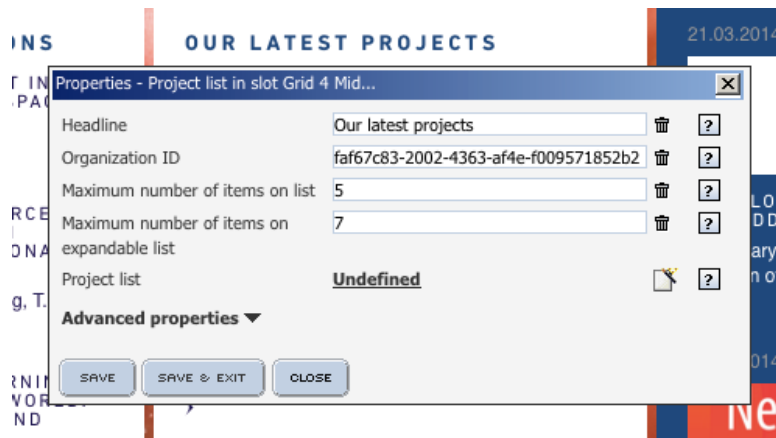 OUR LATEST PROJECTS
21.03.2014
Properties - Project list in slot Grid 4 Mid...
Headline
Our latest projects
Organization ID
faf67c83-2002-4363-af4e-f009571852b2
Maximum number of items on list
5
Maximum number of items on
expandable list
7
Project list
Undefined
Advanced properties
SAVE
SAVE & EXIT
CLOSE
g, T.
ND
Ne